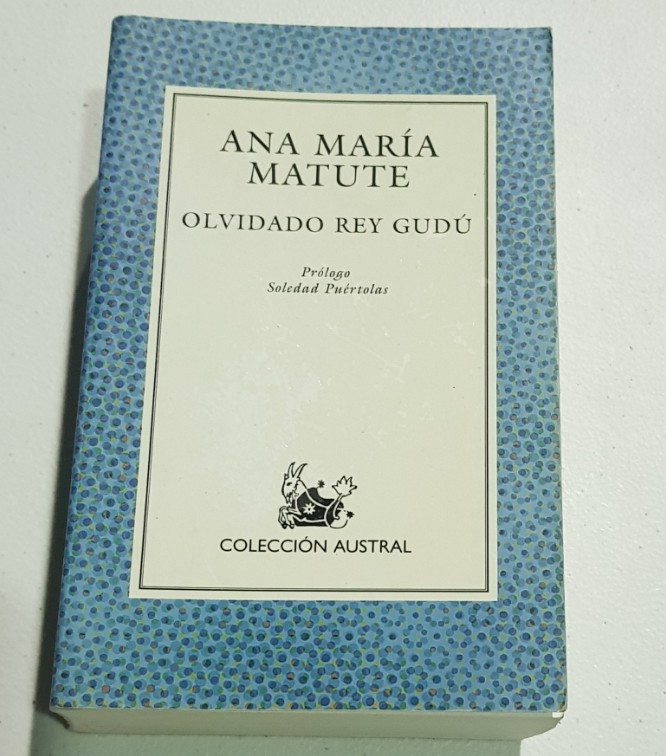 ANA MARÍA
MATUTE
OLVIDADO REY GUDÚ
Prólogo
Soledad Puértolas
COLECCIÓN AUSTRAL